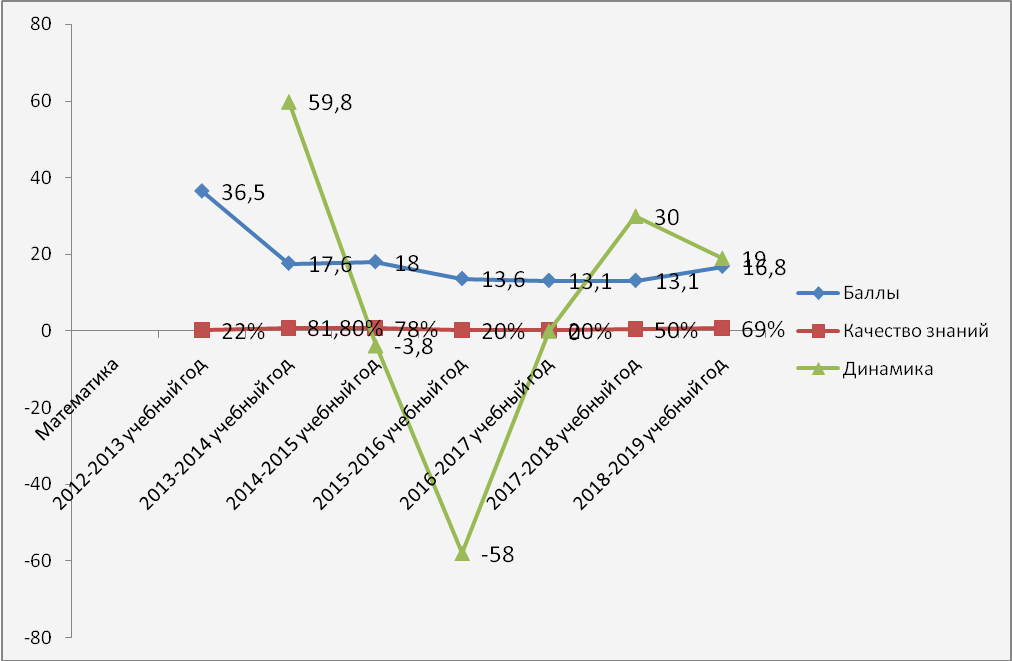 80
60
40
20
0
-20
-40
-60
-80
59,8
36,5
17,6
18
13,6
13,1
13,1
16,8
30
19
22%
81,80%
78%
20%
20%
50%
69%
-3,8
0
-58
Математика
2012-2013 учебный год
2013-2014 учебный год
2014-2015 учебный год
2015-2016 учебный год
2016-2017 учебный год
2017-2018 учебный год
2018-2019 учебный год
Баллы
Качество знаний
Динамика